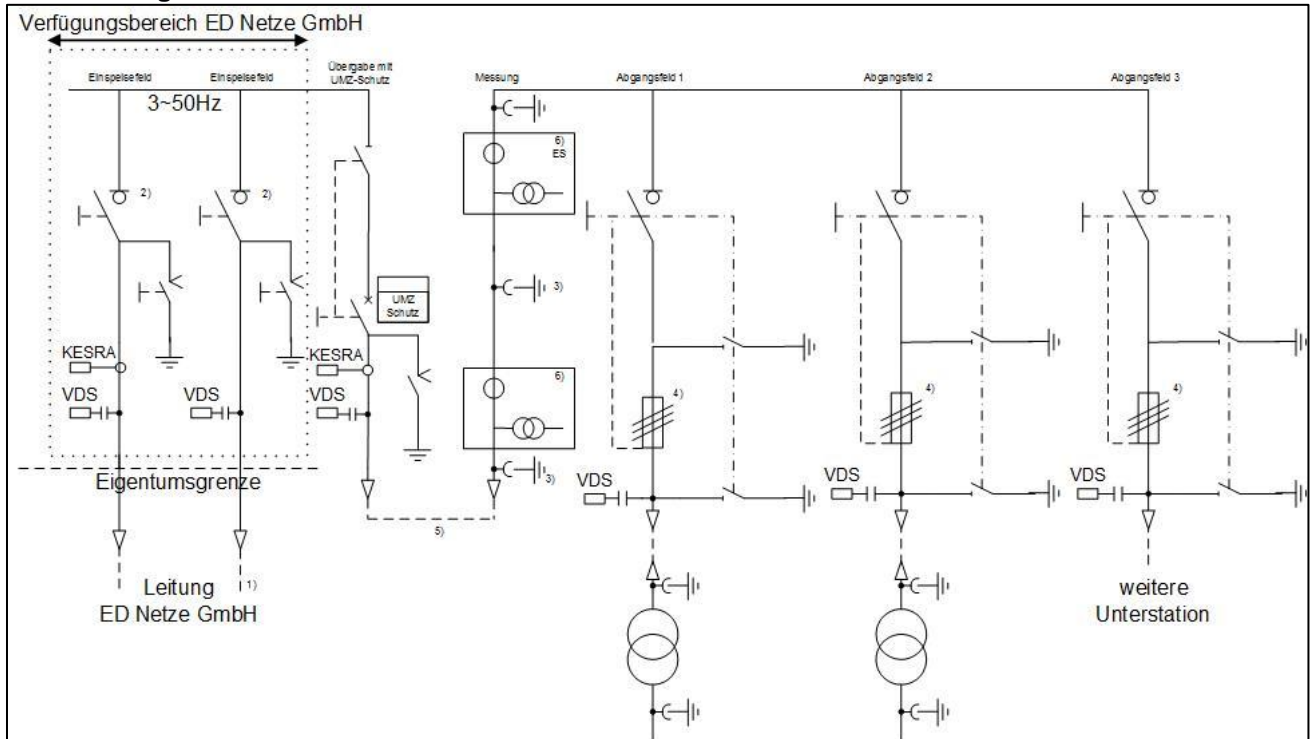 Verfügungsbereich ED Netze GmbH
Einspeisefeld
Einspeisefeld
Übergabe mit
UMZ-Schutz
Messung
Abgangsfeld 1
Abgangsfeld 2
Abgangsfeld 3
3~50Hz
6)
ES
2)
2)
3)
UMZ
Schutz
KESRA
KESRA
6)
VDS
VDS
VDS
4)
4)
4)
3)
VDS
VDS
VDS
Eigentumsgrenze
5)
Leitung
ED Netze GmbH
1)
weitere
Unterstation